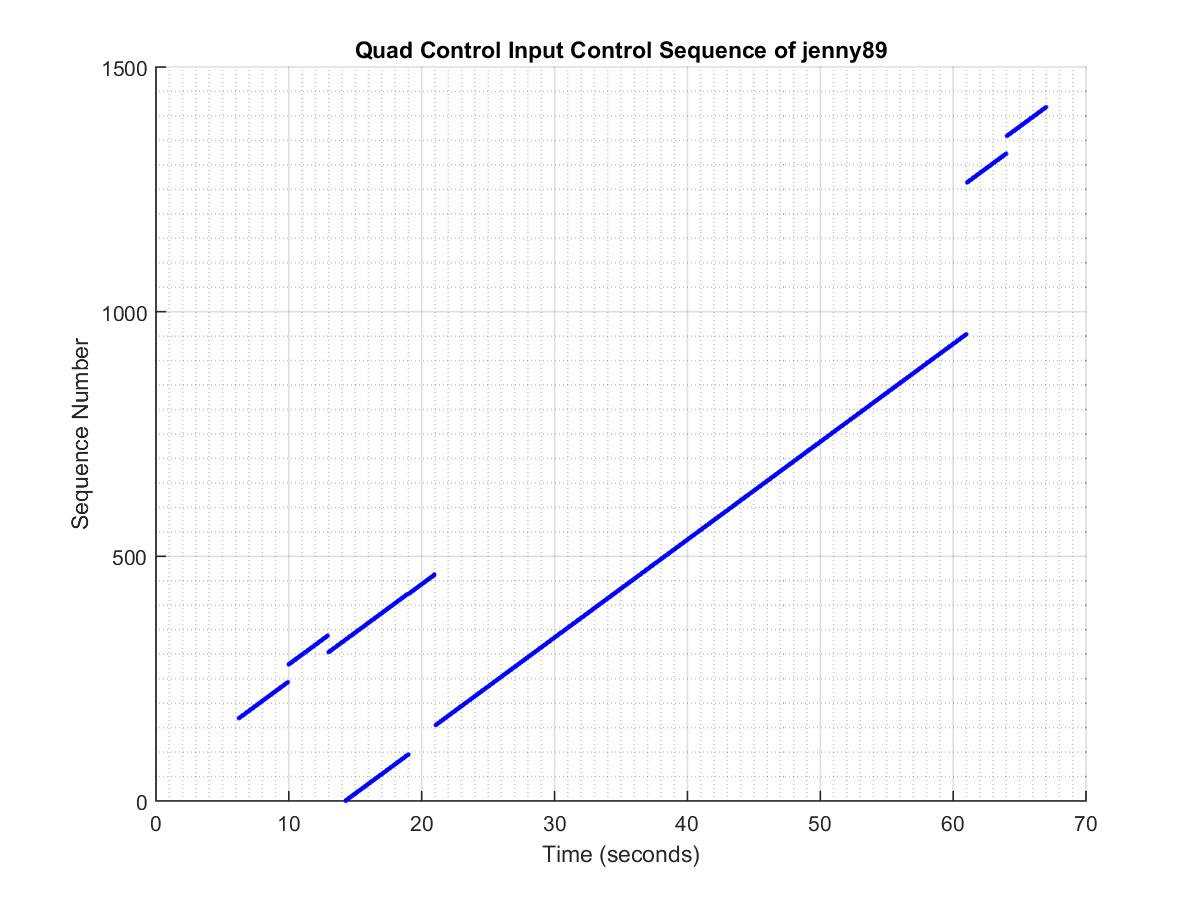 Quad Control Input Control Sequence of jenny89
1500
1000
500
0
Sequence Number
0 10 20 30 40 50 60 70
Time (seconds)